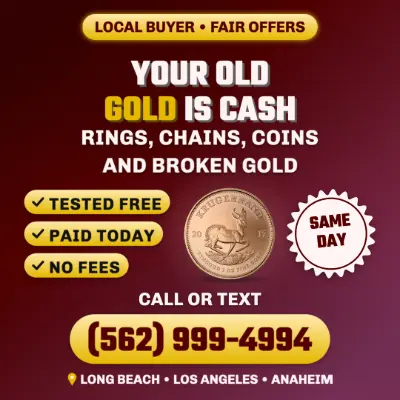 LOCAL BUYER • FAIR OFFERS
YOUR OLD
GOLD IS CASH
RINGS, CHAINS, COINS
AND BROKEN GOLD
✓ TESTED FREE
✓ PAID TODAY
✓ NO FEES
KRUGERRAND
SAME
DAY
CALL OR TEXT
(562) 999-4994
LONG BEACH • LOS ANGELES • ANAHEIM